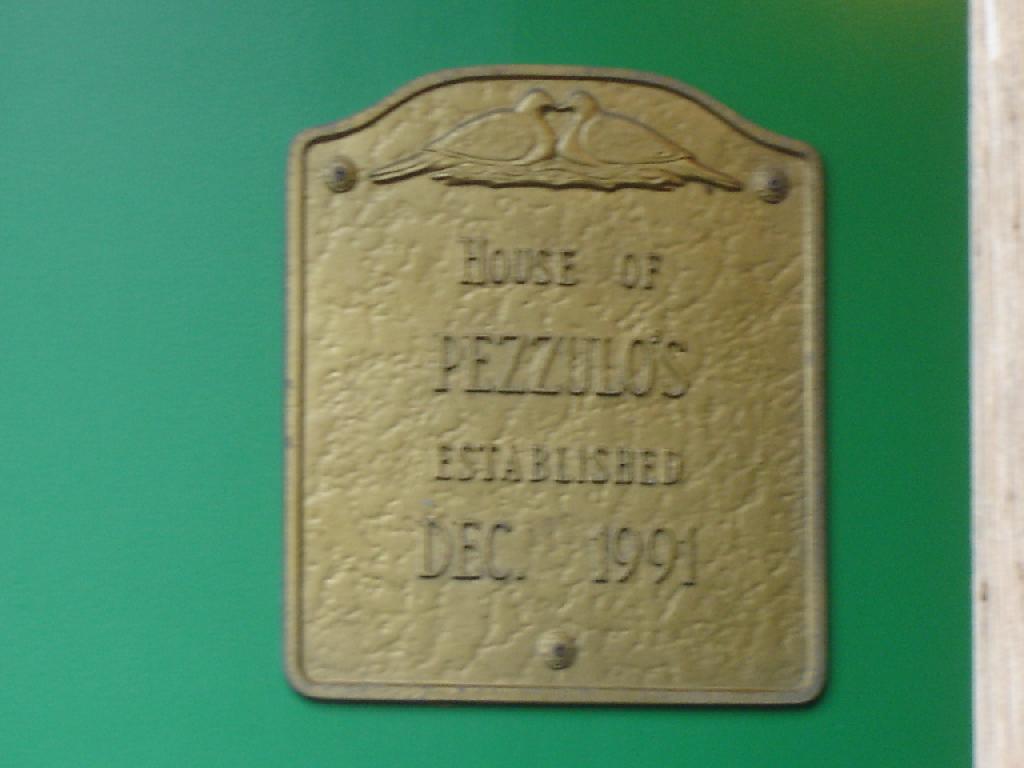 House of
PEZZULO'S
ESTABLISHED
DEC. 1991